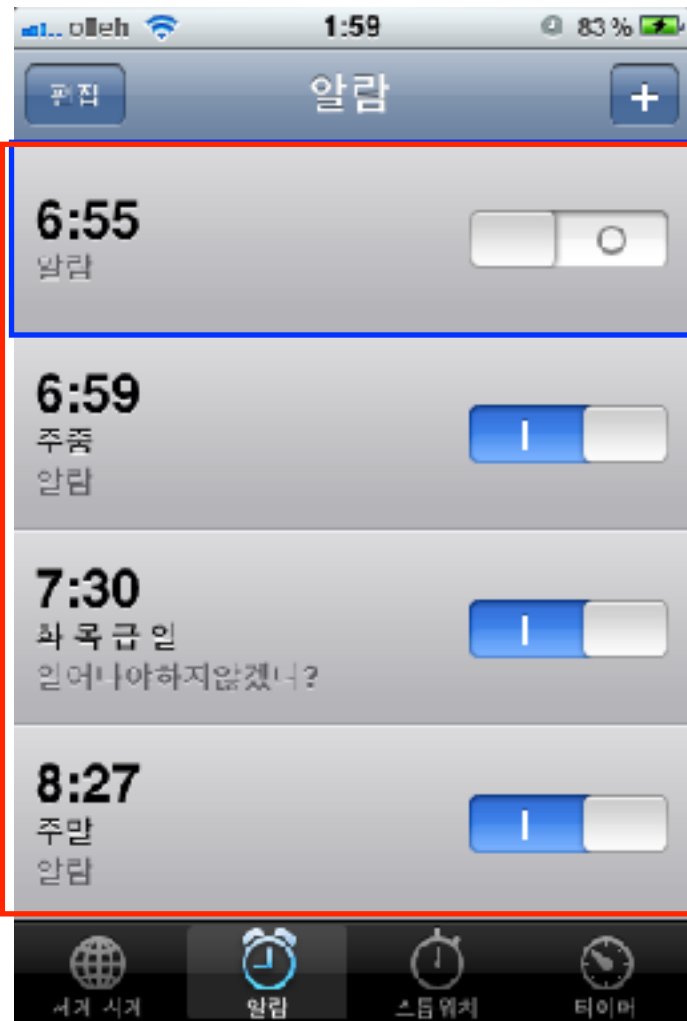 olleh 1:59 83%
편집 알람 +
6:55
알람
6:59
주중
알람
7:30
화 목 금 일
일어나야하지않겠니?
8:27
주말
알람
세계 시계 알람 스톱워치 타이머